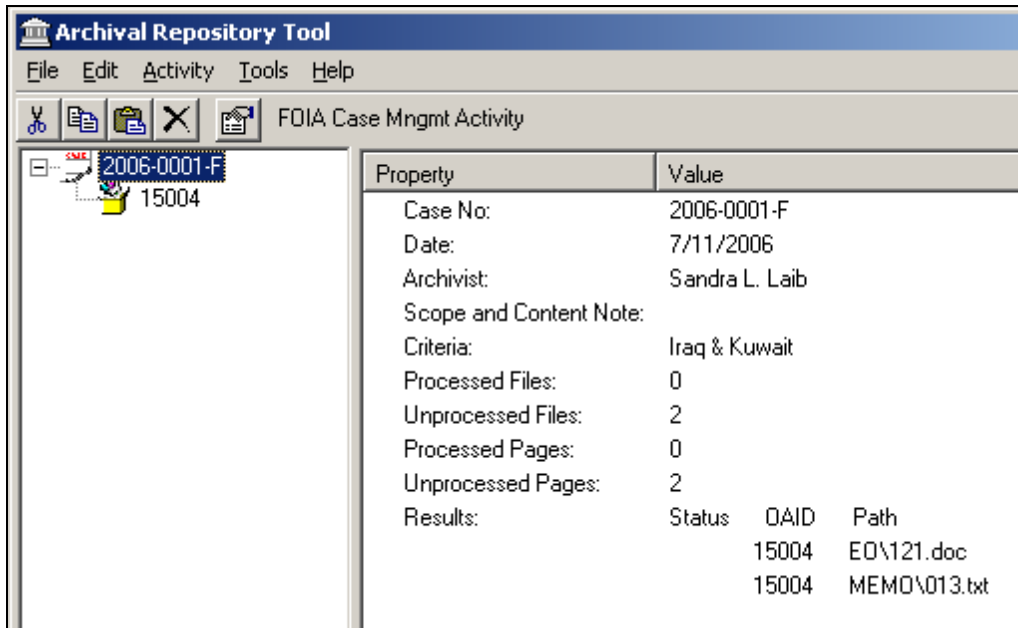 Archival Repository Tool
File Edit Activity Tools Help
FOIA Case Mngmt Activity
2006-0001-F
15004
Property Value
Case No: 2006-0001-F
Date: 7/11/2006
Archivist: Sandra L. Laib
Scope and Content Note:
Criteria: Iraq & Kuwait
Processed Files: 0
Unprocessed Files: 2
Processed Pages: 0
Unprocessed Pages: 2
Results: Status OAID Path
15004 EO\121.doc
15004 MEMO\013.txt